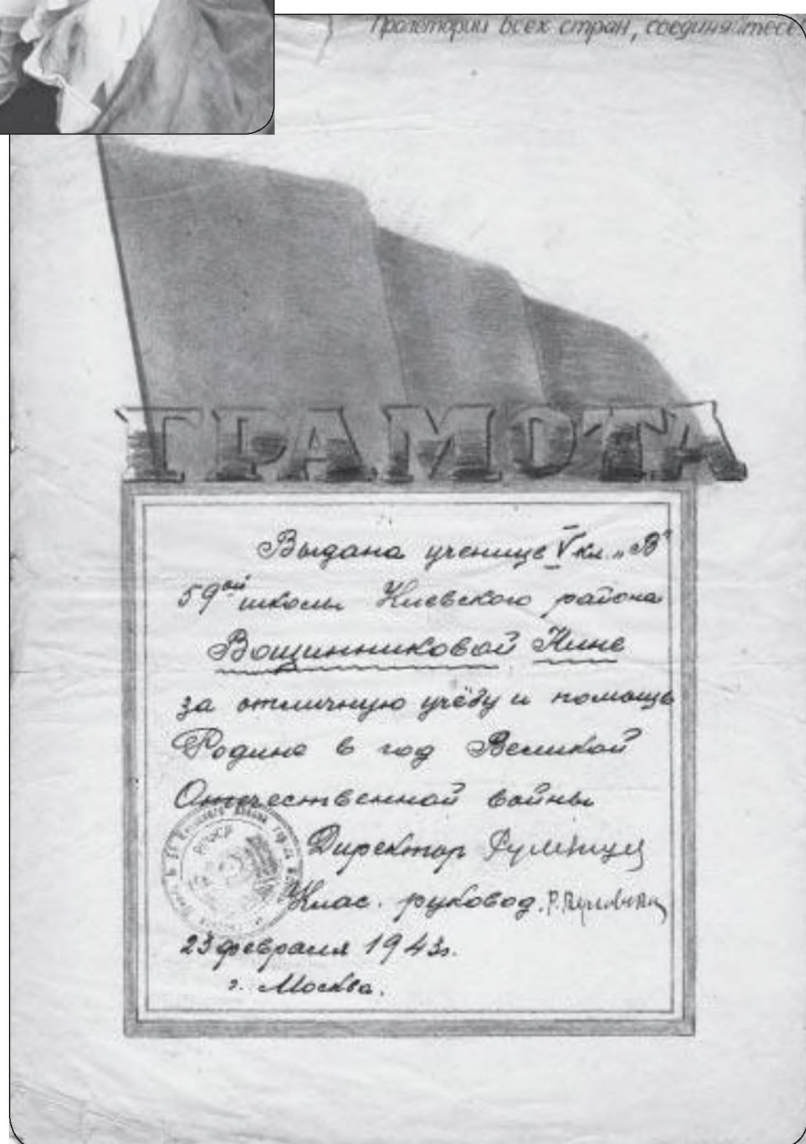 Пролетарии всех стран, соединяйтесь
ГРАМОТА
Выдана ученице V кл. „В"
59ой школы Киевского района
Вощинниковой Нине
за отличную учёбу и помощь
Родине в год Великой
Отечественной войны
Директор
Клас. руковод.
23 февраля 1943г.
г. Москва.